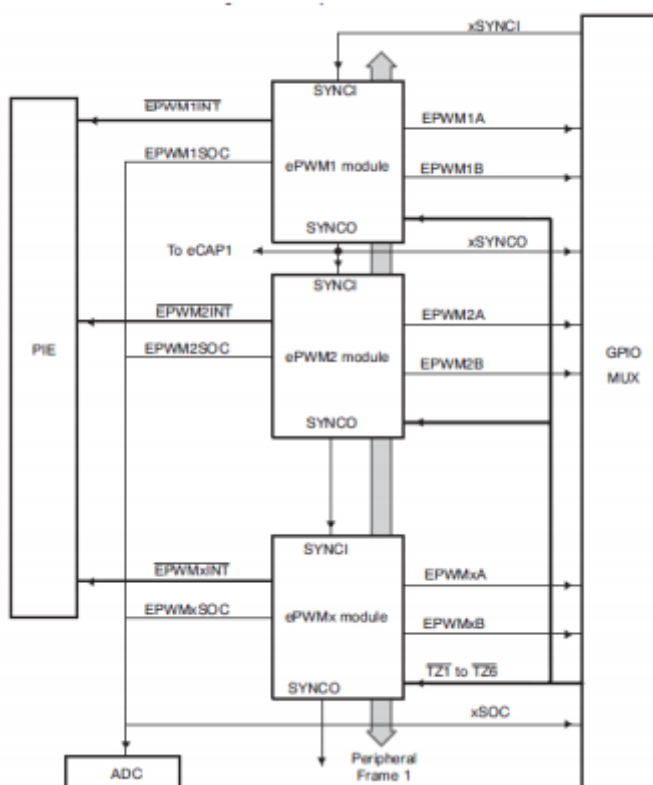 xSYNCI
SYNCI
EPWM1INT
EPWM1A
EPWM1SOC
ePWM1 module
EPWM1B
SYNCO
To eCAP1
xSYNCO
SYNCI
EPWM2INT
EPWM2A
PIE
EPWM2SOC
ePWM2 module
EPWM2B
GPIO
MUX
SYNCO
SYNCI
EPWMxINT
EPWMxA
EPWMxSOC
ePWMx module
EPWMxB
TZ1 to TZ6
SYNCO
xSOC
ADC
Peripheral
Frame 1